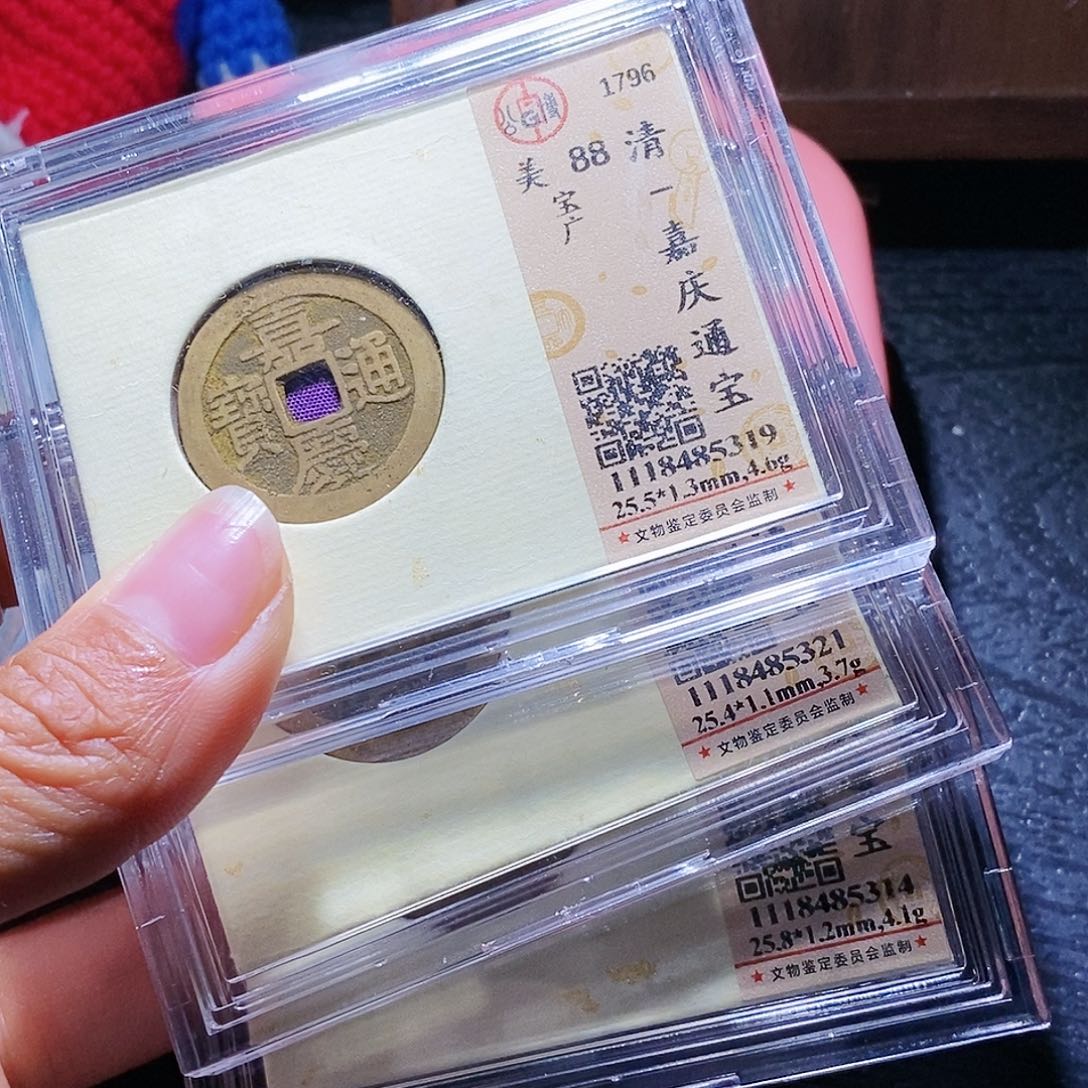 嘉慶通寶
1796
美 88 清
宝广
一嘉庆通宝
1118485319
25.5*1.3mm,4.6g
★文物鉴定委员会监制★
1118485321
25.4*1.1mm,3.7g
★文物鉴定委员会监制★
宝
1118485314
25.8*1.2mm,4.1g
★文物鉴定委员会监制★